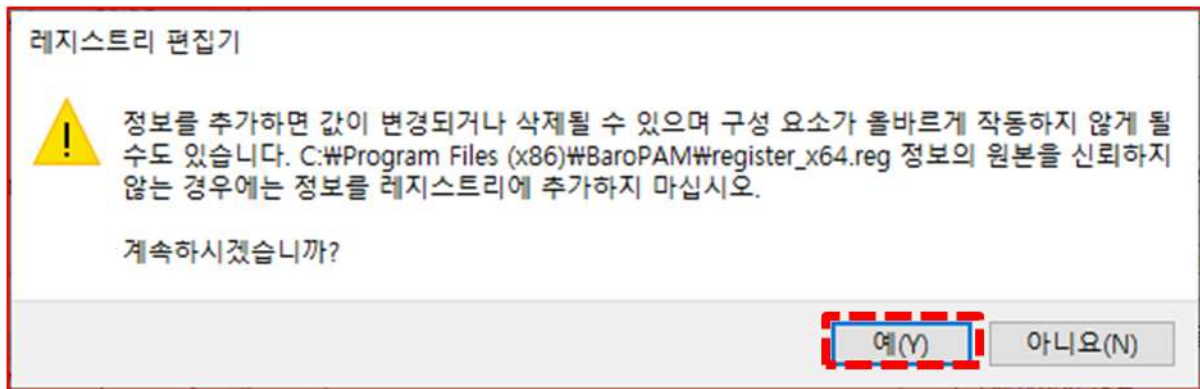 레지스트리 편집기
정보를 추가하면 값이 변경되거나 삭제될 수 있으며 구성 요소가 올바르게 작동하지 않게 될
수도 있습니다. C:₩Program Files (x86)₩BaroPAM₩register_x64.reg 정보의 원본을 신뢰하지
않는 경우에는 정보를 레지스트리에 추가하지 마십시오.
계속하시겠습니까?
예(Y)
아니요(N)